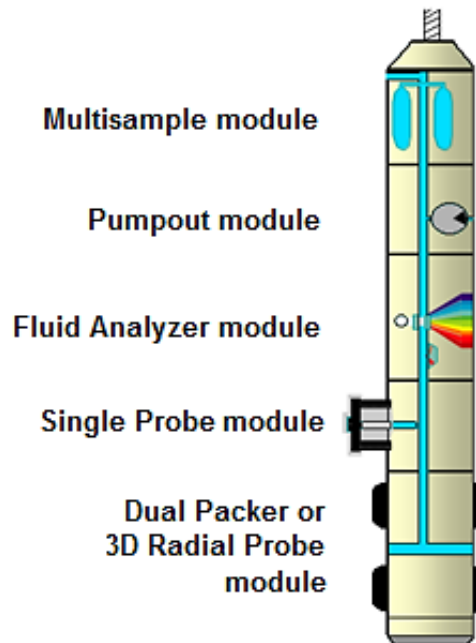 Multisample module
Pumpout module
Fluid Analyzer module
Single Probe module
Dual Packer or
3D Radial Probe
module